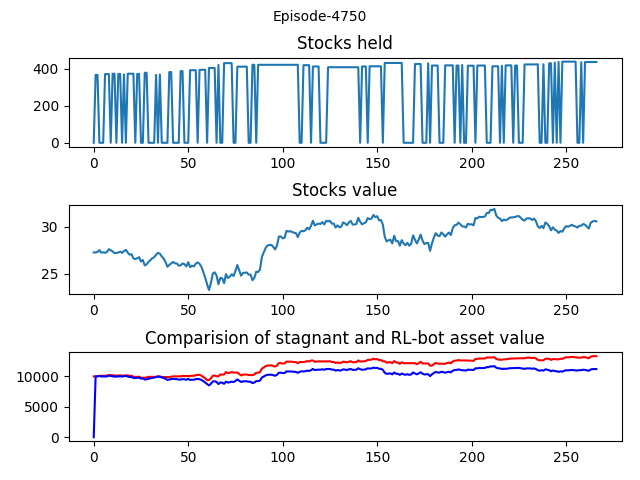 Episode-4750
Stocks held
400
200
0
0 50 100 150 200 250
Stocks value
30
25
0 50 100 150 200 250
Comparision of stagnant and RL-bot asset value
10000
5000
0
0 50 100 150 200 250